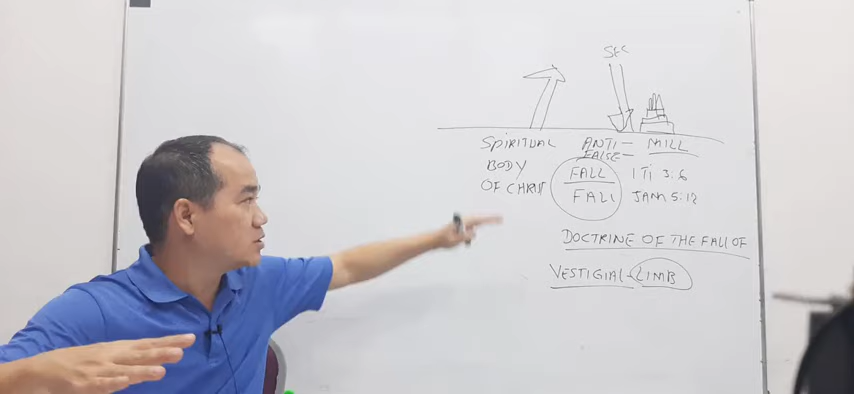 SEC
SPIRITUAL ANTI- MILL
BODY FALSE-
FALL 1 TI 3:6
OF CHRIST FALL JAM 5:12
DOCTRINE OF THE FALL OF
VESTIGIAL-LIMB